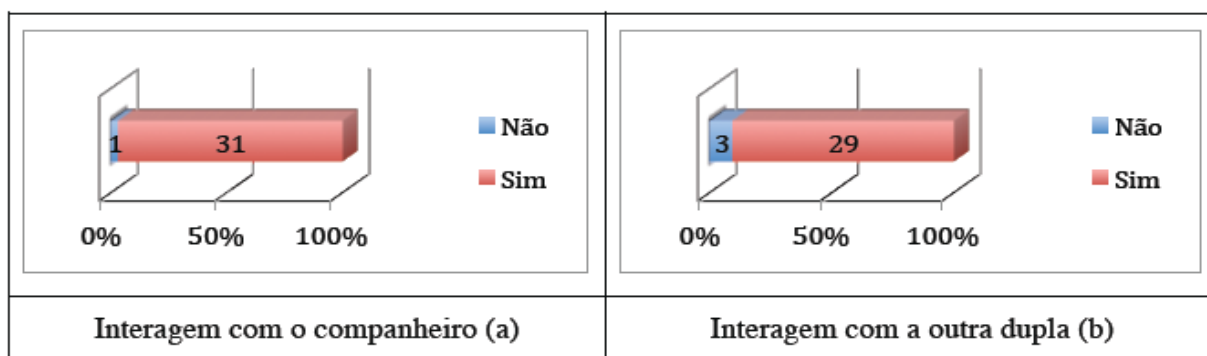 1 31
Não
Sim
0% 50% 100%
Interagem com o companheiro (a)
3 29
Não
Sim
0% 50% 100%
Interagem com a outra dupla (b)